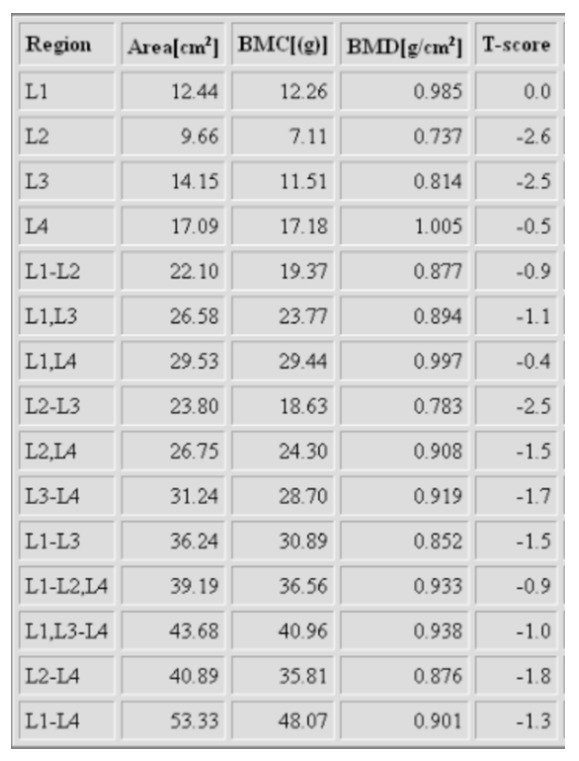 Region Area[cm²] BMC[(g)] BMD[g/cm²] T-score
L1 12.44 12.26 0.985 0.0
L2 9.66 7.11 0.737 -2.6
L3 14.15 11.51 0.814 -2.5
L4 17.09 17.18 1.005 -0.5
L1-L2 22.10 19.37 0.877 -0.9
L1,L3 26.58 23.77 0.894 -1.1
L1,L4 29.53 29.44 0.997 -0.4
L2-L3 23.80 18.63 0.783 -2.5
L2,L4 26.75 24.30 0.908 -1.5
L3-L4 31.24 28.70 0.919 -1.7
L1-L3 36.24 30.89 0.852 -1.5
L1-L2,L4 39.19 36.56 0.933 -0.9
L1,L3-L4 43.68 40.96 0.938 -1.0
L2-L4 40.89 35.81 0.876 -1.8
L1-L4 53.33 48.07 0.901 -1.3